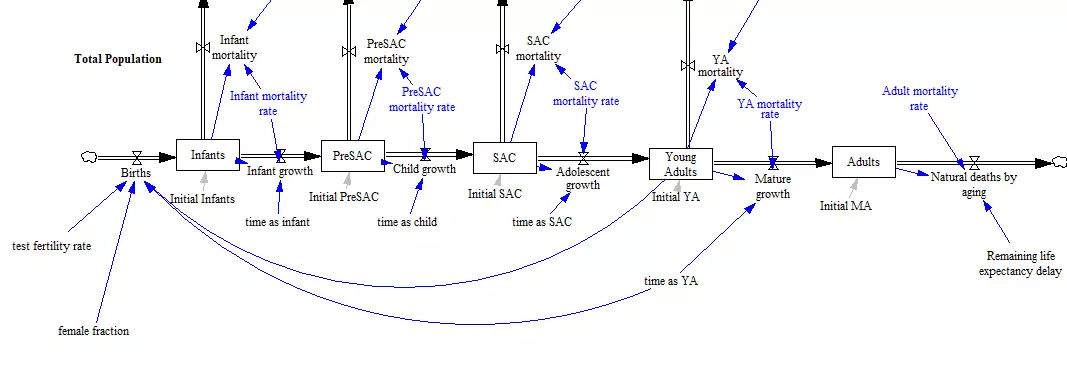 Total Population
Infant
mortality
PreSAC
mortality
SAC
mortality
YA
mortality
Infant mortality
rate
PreSAC
mortality rate
SAC
mortality rate
YA mortality
rate
Adult mortality
rate
Infants
PreSAC
SAC
Young
Adults
Adults
Births
Infant growth
Child growth
Adolescent
growth
Mature
growth
Natural deaths by
aging
Initial Infants
Initial PreSAC
Initial SAC
Initial YA
Initial MA
time as infant
time as child
time as SAC
time as YA
test fertility rate
Remaining life
expectancy delay
female fraction